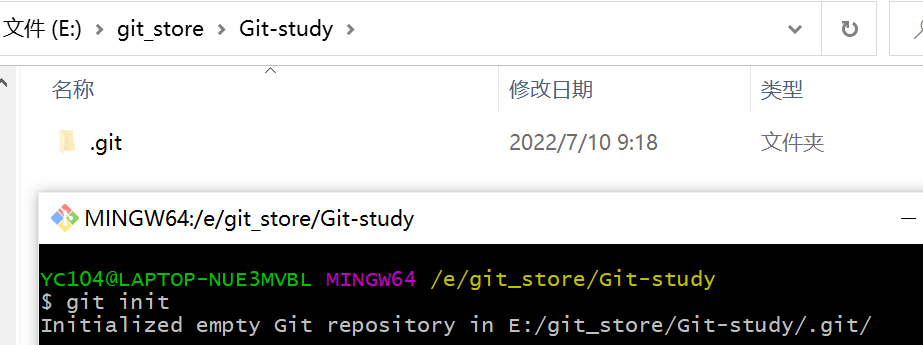 文件 (E:) > git_store > Git-study >
名称 修改日期 类型
.git 2022/7/10 9:18 文件夹
MINGW64:/e/git_store/Git-study
YC104@LAPTOP-NUE3MVBL MINGW64 /e/git_store/Git-study
$ git init
Initialized empty Git repository in E:/git_store/Git-study/.git/